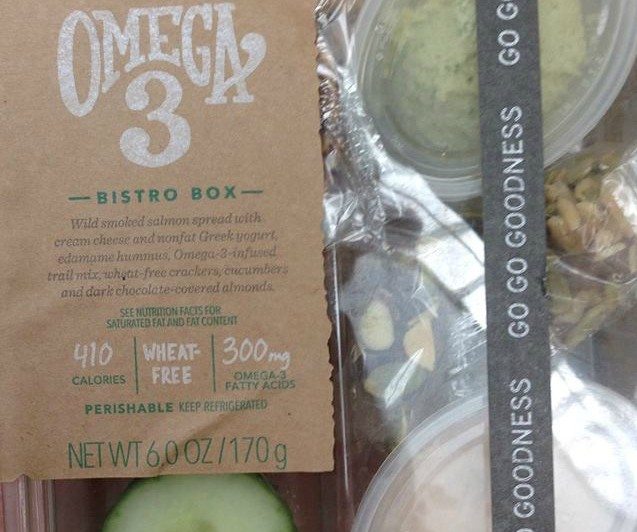 OMEGA
3
BISTRO BOX
Wild smoked salmon spread with
cream cheese and nonfat Greek yogurt,
edamame hummus, Omega-3-infused
trail mix, wheat-free crackers, cucumbers
and dark chocolate-covered almonds.
SEE NUTRITION FACTS FOR
SATURATED FAT AND FAT CONTENT
410
CALORIES
WHEAT-
FREE
300mg
OMEGA-3
FATTY ACIDS
PERISHABLE KEEP REFRIGERATED
NET WT 6.0 OZ/170g
GOODNESS GO GO GOODNESS GO G